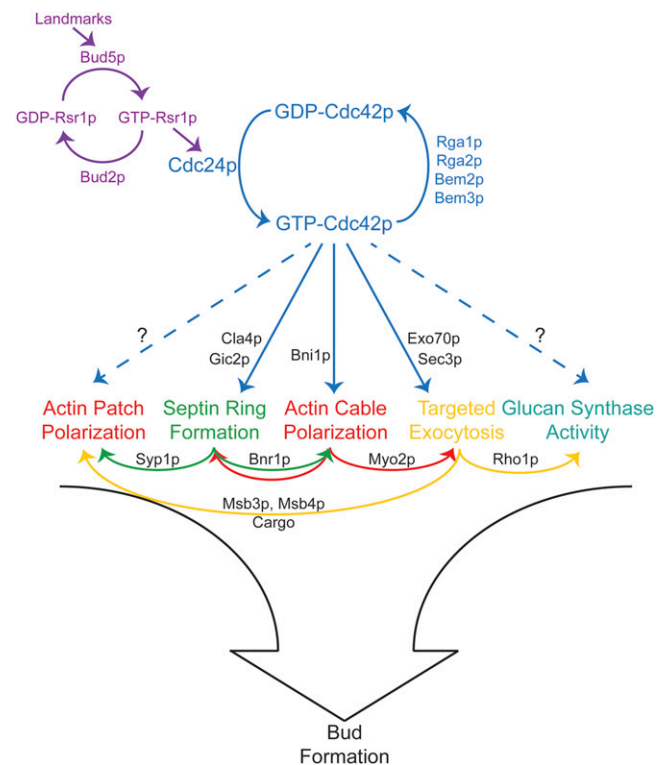 Landmarks
Bud5p
GDP-Rsr1p
GTP-Rsr1p
Bud2p
Cdc24p
GDP-Cdc42p
Rga1p
Rga2p
Bem2p
Bem3p
GTP-Cdc42p
?
Cla4p
Gic2p
Bni1p
Exo70p
Sec3p
?
Actin Patch
Polarization
Septin Ring
Formation
Actin Cable
Polarization
Targeted
Exocytosis
Glucan Synthase
Activity
Syp1p
Bnr1p
Myo2p
Rho1p
Msb3p, Msb4p
Cargo
Bud
Formation